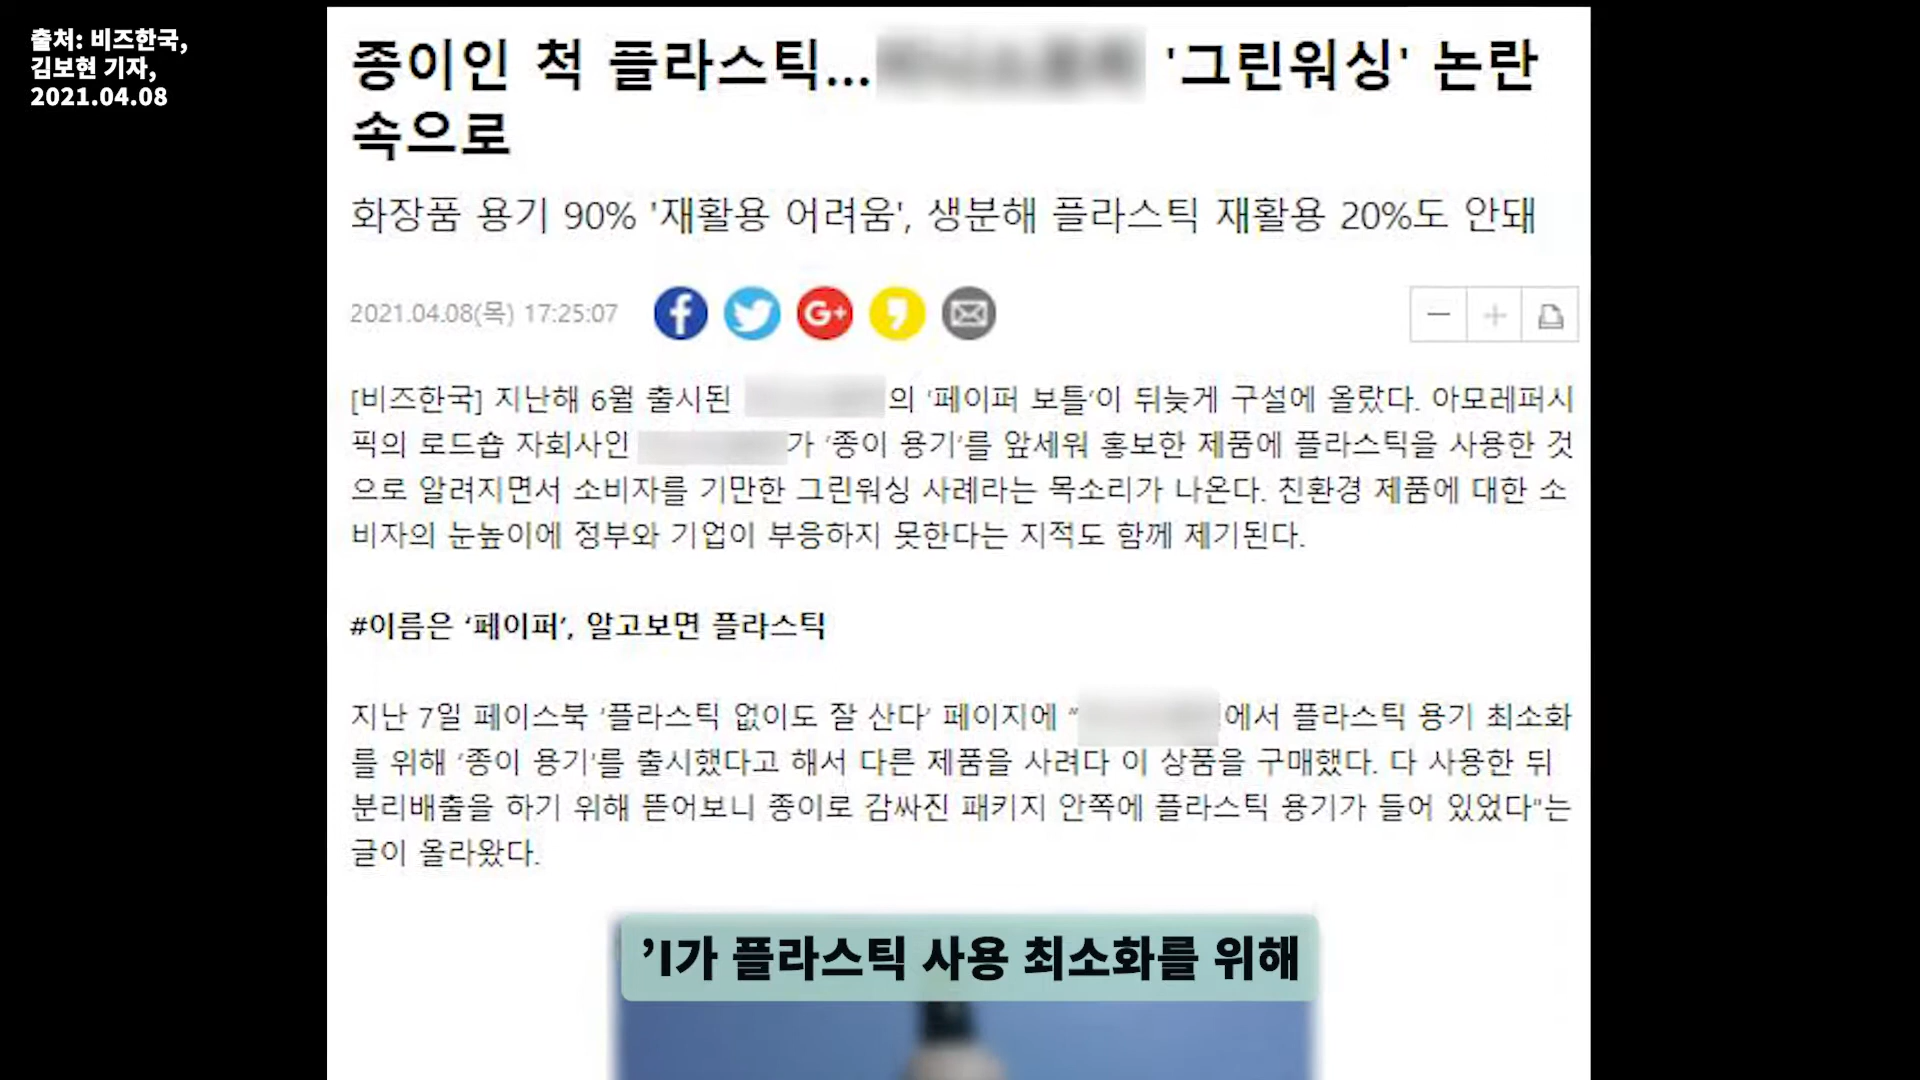 출처: 비즈한국,
김보현 기자,
2021.04.08
종이인 척 플라스틱... '그린워싱' 논란
속으로
화장품 용기 90% '재활용 어려움', 생분해 플라스틱 재활용 20%도 안돼
2021.04.08(목) 17:25:07
[비즈한국] 지난해 6월 출시된 의 '페이퍼 보틀'이 뒤늦게 구설에 올랐다. 아모레퍼시
픽의 로드숍 자회사인 가 '종이 용기'를 앞세워 홍보한 제품에 플라스틱을 사용한 것
으로 알려지면서 소비자를 기만한 그린워싱 사례라는 목소리가 나온다. 친환경 제품에 대한 소
비자의 눈높이에 정부와 기업이 부응하지 못한다는 지적도 함께 제기된다.
#이름은 ‘페이퍼’, 알고보면 플라스틱
지난 7일 페이스북 '플라스틱 없이도 잘 산다' 페이지에 " 에서 플라스틱 용기 최소화
를 위해 '종이 용기'를 출시했다고 해서 다른 제품을 사려다 이 상품을 구매했다. 다 사용한 뒤
분리배출을 하기 위해 뜯어보니 종이로 감싸진 패키지 안쪽에 플라스틱 용기가 들어 있었다"는
글이 올라왔다.
’I가 플라스틱 사용 최소화를 위해